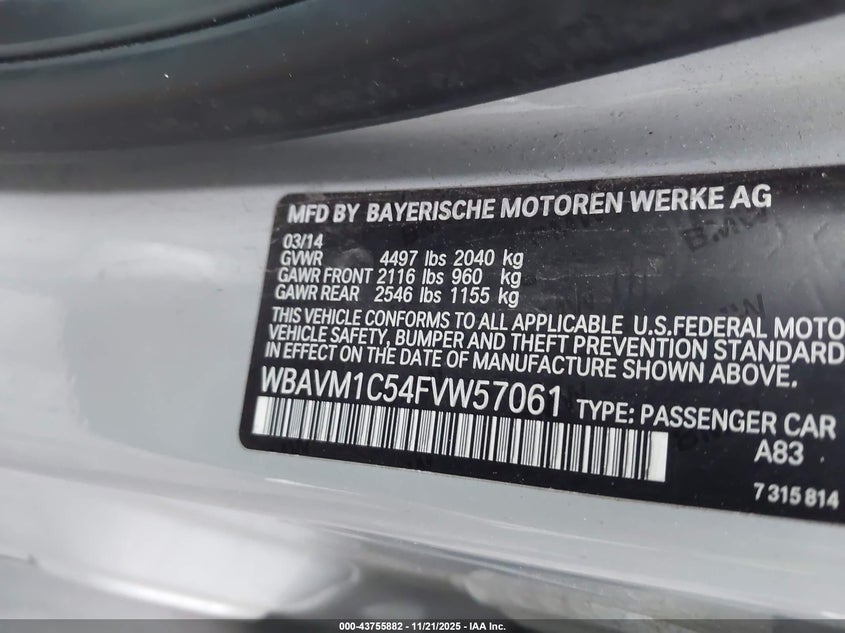 MFD BY BAYERISCHE MOTOREN WERKE AG
03/14
GVWR 4497 lbs 2040 kg
GAWR FRONT 2116 lbs 960 kg
GAWR REAR 2546 lbs 1155 kg
THIS VEHICLE CONFORMS TO ALL APPLICABLE U.S.FEDERAL MOTO
VEHICLE SAFETY, BUMPER AND THEFT PREVENTION STANDARD
IN EFFECT ON THE DATE OF MANUFACTURE SHOWN ABOVE.
WBAVM1C54FVW57061 TYPE: PASSENGER CAR
A83
7 315 814
000-43755882 - 11/21/2025 - IAA Inc.